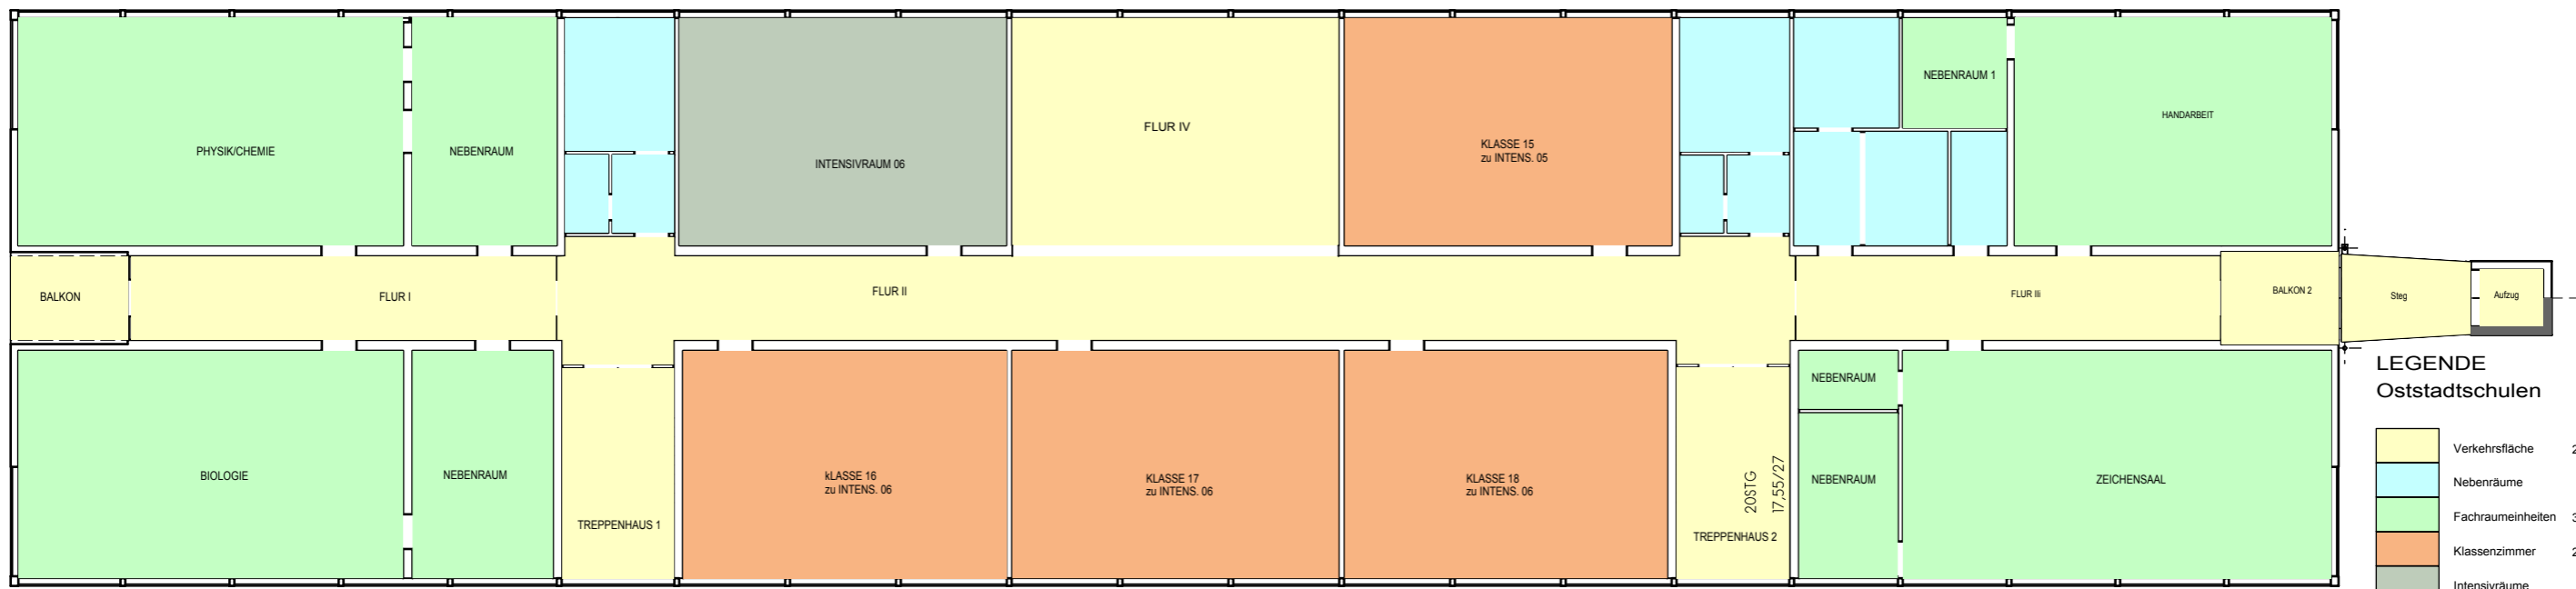 PHYSIK/CHEMIE
NEBENRAUM
INTENSIVRAUM 06
FLUR IV
KLASSE 15
zu INTENS. 05
NEBENRAUM 1
HANDARBEIT
BALKON
FLUR I
FLUR II
FLUR IIi
BALKON 2
Steg
Aufzug
BIOLOGIE
NEBENRAUM
TREPPENHAUS 1
kLASSE 16
zu INTENS. 06
KLASSE 17
zu INTENS. 06
KLASSE 18
zu INTENS. 06
20STG
17,55/27
TREPPENHAUS 2
NEBENRAUM
NEBENRAUM
ZEICHENSAAL
LEGENDE
Oststadtschulen
Verkehrsfläche 2
Nebenräume
Fachraumeinheiten 3
Klassenzimmer 2
Intensivräume